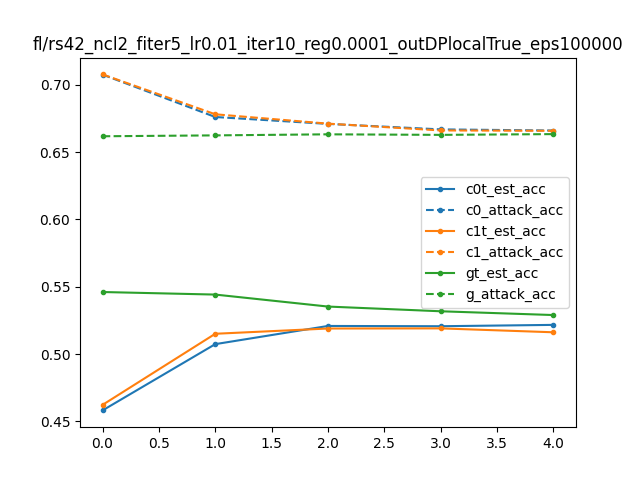 fl/rs42_ncl2_fiter5_lr0.01_iter10_reg0.0001_outDPlocalTrue_eps100000
0.70
0.65
0.60
0.55
0.50
0.45
c0t_est_acc
c0_attack_acc
c1t_est_acc
c1_attack_acc
gt_est_acc
g_attack_acc
0.0 0.5 1.0 1.5 2.0 2.5 3.0 3.5 4.0